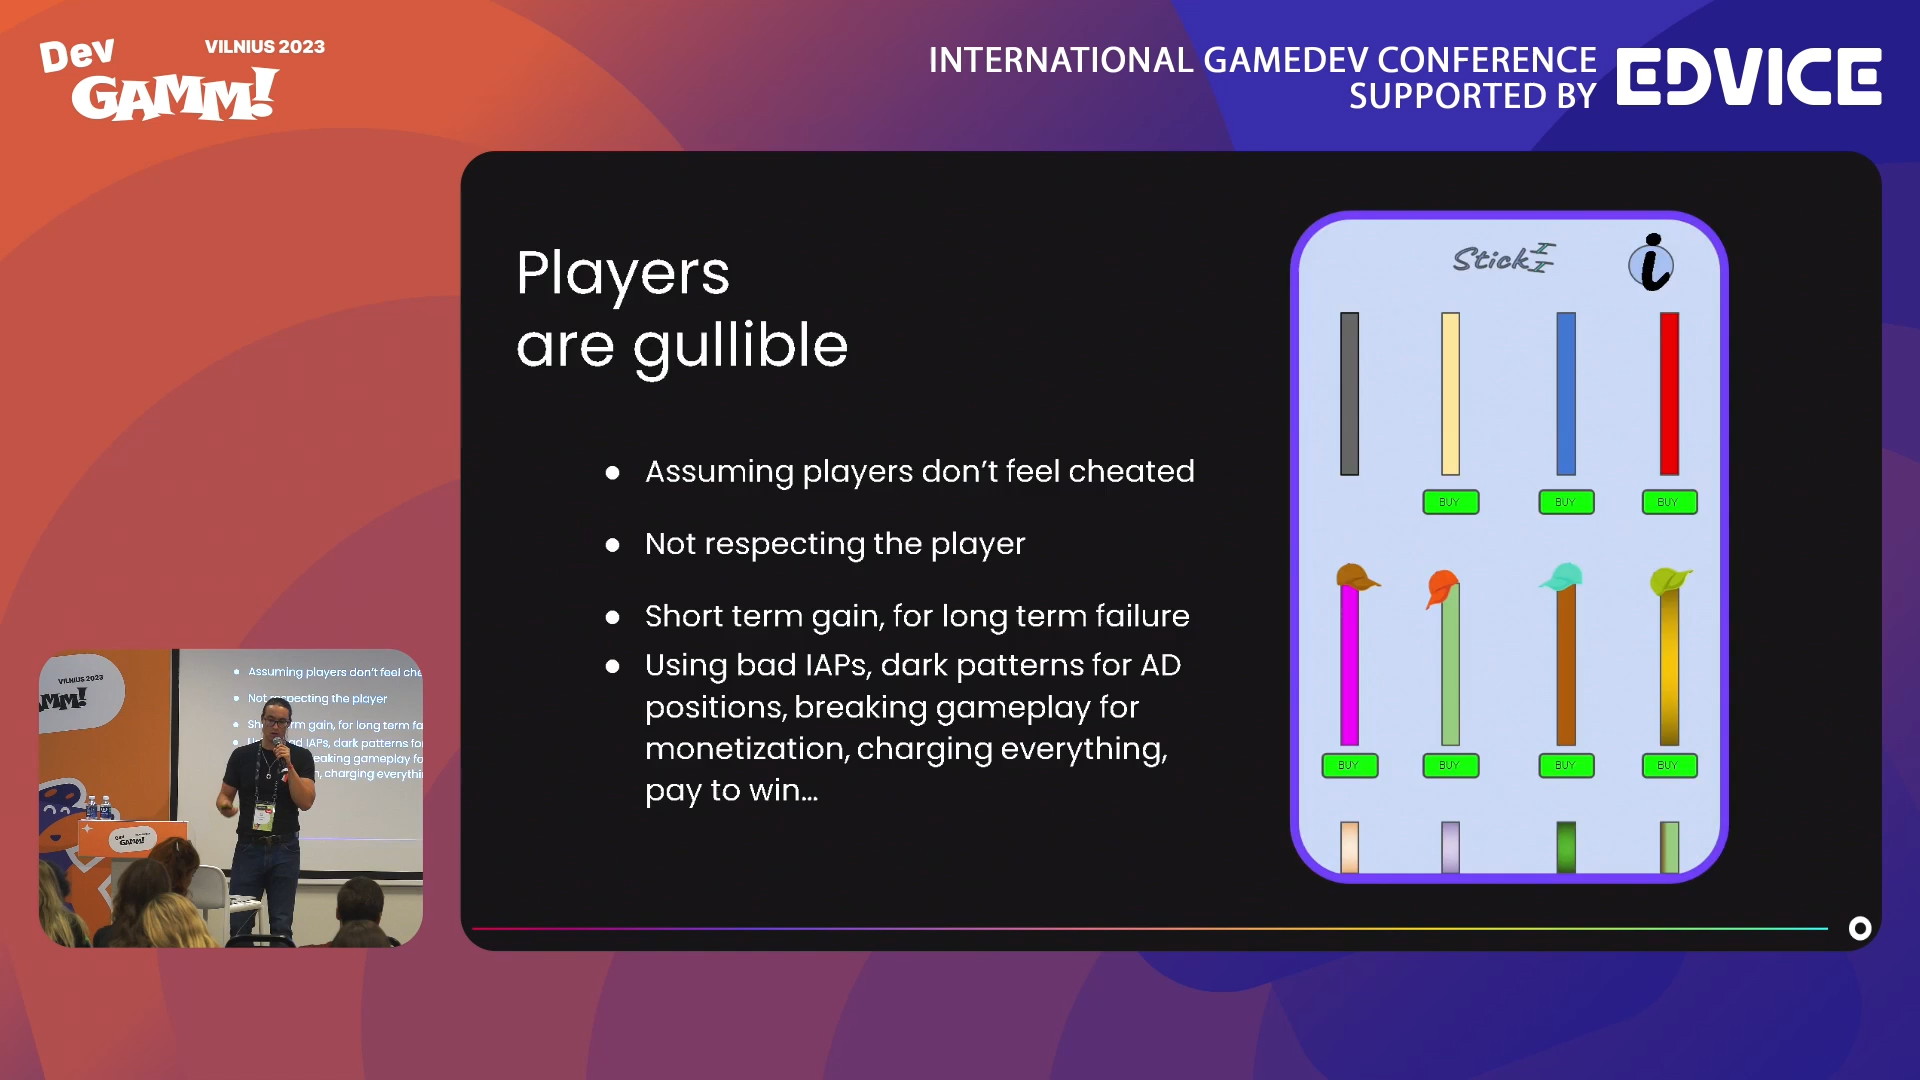 Dev
GAMM!
VILNIUS 2023
INTERNATIONAL GAMEDEV CONFERENCE
SUPPORTED BY
EDVICE
Players
are gullible
● Assuming players don't feel cheated
● Not respecting the player
● Short term gain, for long term failure
● Using bad IAPs, dark patterns for AD
positions, breaking gameplay for
monetization, charging everything,
pay to win...
Stick
i
BUY BUY BUY
BUY BUY BUY BUY
VILNIUS 2023
MM!
● Assuming players don't feel che
● Not respecting the player
rm gain, for long term fa
ad IAPs, dark patterns fo
eaking gameplay fo
n, charging everythi
Dev
GAMM!